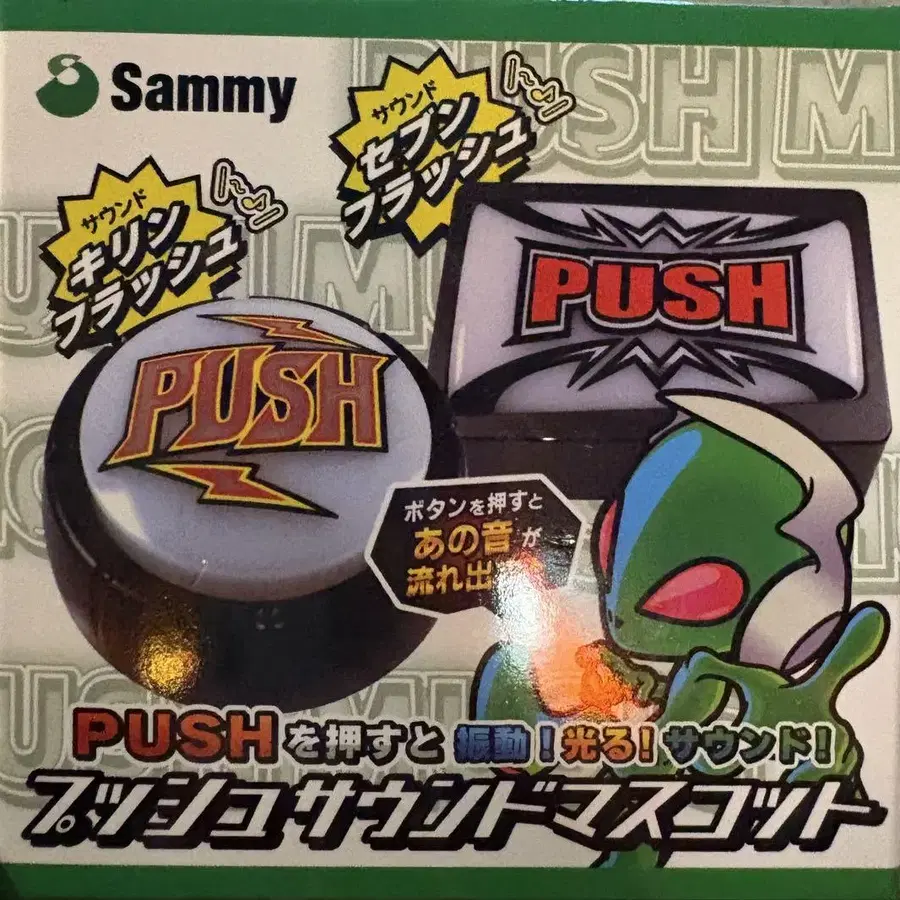 Sammy
サウンド
セブン
フラッシュ
サウンド
キリン
フラッシュ
PUSH
PUSH
ボタンを押すと
あの音が
流れ出
PUSHを押すと 振動!光る!サウンド!
プッシュサウンドマスコット